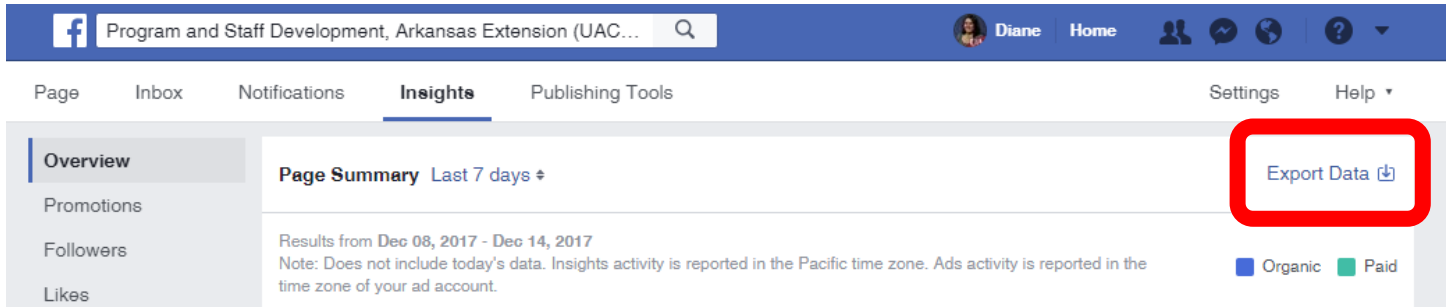 f Program and Staff Development, Arkansas Extension (UAC... Diane Home ?
Page Inbox Notifications Insights Publishing Tools Settings Help
Overview
Page Summary Last 7 days
Export Data
Promotions
Followers
Likes
Results from Dec 08, 2017 - Dec 14, 2017
Note: Does not include today's data. Insights activity is reported in the Pacific time zone. Ads activity is reported in the
time zone of your ad account.
Organic Paid